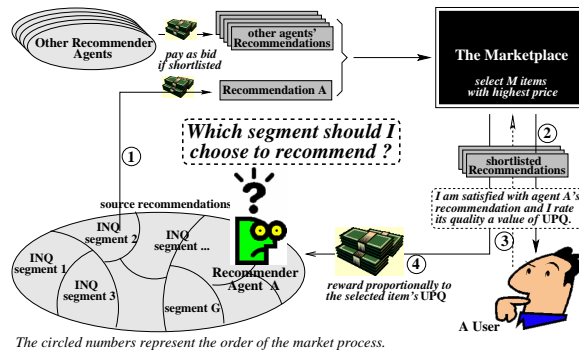 Other Recommender
Agents
pay as bid
if shortlisted
other agents'
Recommendations
Recommendation A
The Marketplace
select M items
with highest price
Which segment should I
choose to recommend ?
1
2
shortlisted
Recommendations
I am satisfied with agent A's
recommendation and I rate
its quality a value of UPQ.
3
source recommendations
INQ
segment 1
INQ
segment 2
INQ
segment ...
INQ
segment 3
segment G
Recommender
Agent A
4
reward proportionally to
the selected item's UPQ
A User
The circled numbers represent the order of the market process.